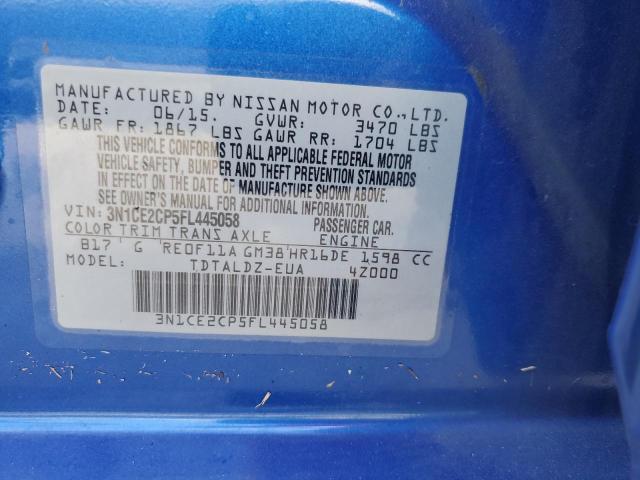 MANUFACTURED BY NISSAN MOTOR CO., LTD.
DATE: 06/15. GVWR: 3470 LBS
GAWR FR: 1867 LBS GAWR RR: 1704 LBS
THIS VEHICLE CONFORMS TO ALL APPLICABLE FEDERAL MOTOR
VEHICLE SAFETY, BUMPER AND THEFT PREVENTION STANDARDS
IN EFFECT ON THE DATE OF MANUFACTURE SHOWN ABOVE.
SEE OWNER'S MANUAL FOR ADDITIONAL INFORMATION.
VIN: 3N1CE2CP5FL445058 PASSENGER CAR.
COLOR TRIM TRANS AXLE ENGINE
B17 G RE0F11A GM38 HR16DE 1598 CC
MODEL: TDTALDZ-EUA 4Z000
3N1CE2CP5FL445058